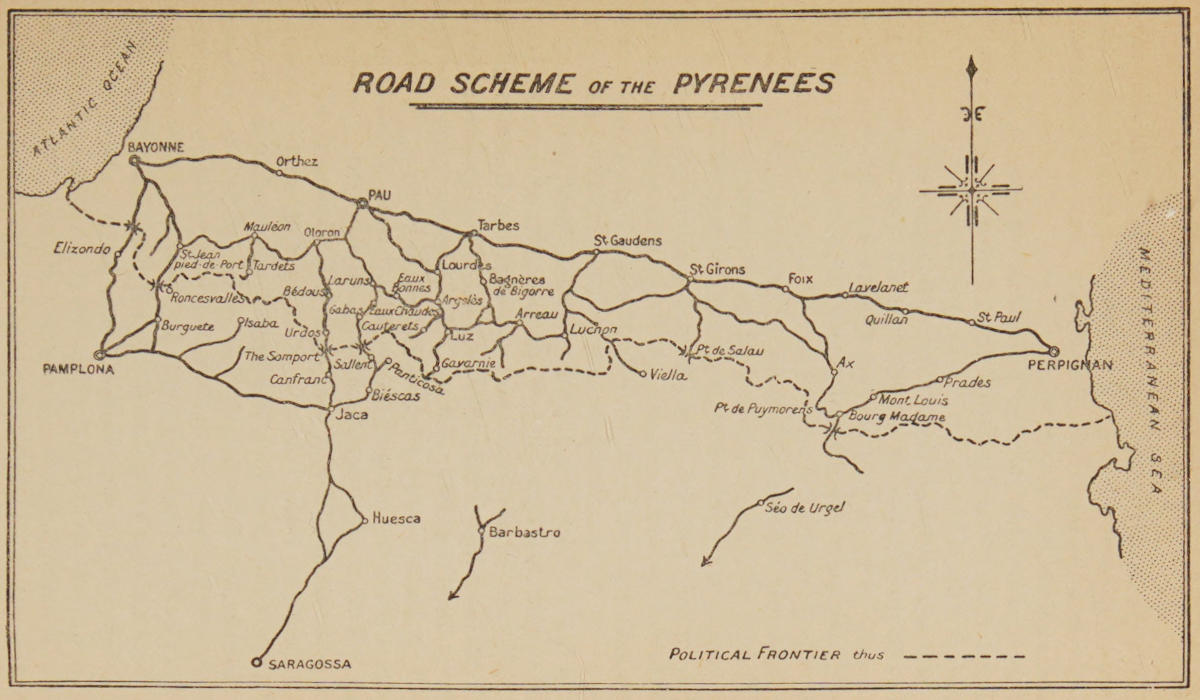 ROAD SCHEME OF THE PYRENEES
ATLANTIC OCEAN
BAYONNE
Orthez
PAU
Tarbes
St Gaudens
St Girons
Foix
Lavelanet
Quillan
St Paul
PERPIGNAN
MEDITERRANEAN SEA
Elizondo
St Jean
pied-de-Port
Mauléon
Tardets
Oloron
Lourdes
Bagnères
de Bigorre
Eaux
Bonnes
Laruns
Bédous
Argelès
Roncesvalles
Gabas
Eaux Chaudes
Cauterets
Arreau
Luchon
Burguete
Isaba
Urdos
Luz
PAMPLONA
The Somport
Sallent
Panticosa
Gavarnie
Viella
Pt de Salau
Ax
Canfranc
Biéscas
Jaca
Prades
Mont Louis
Pt de Puymorens
Bourg Madame
Huesca
Barbastro
Séo de Urgel
SARAGOSSA
POLITICAL FRONTIER thus